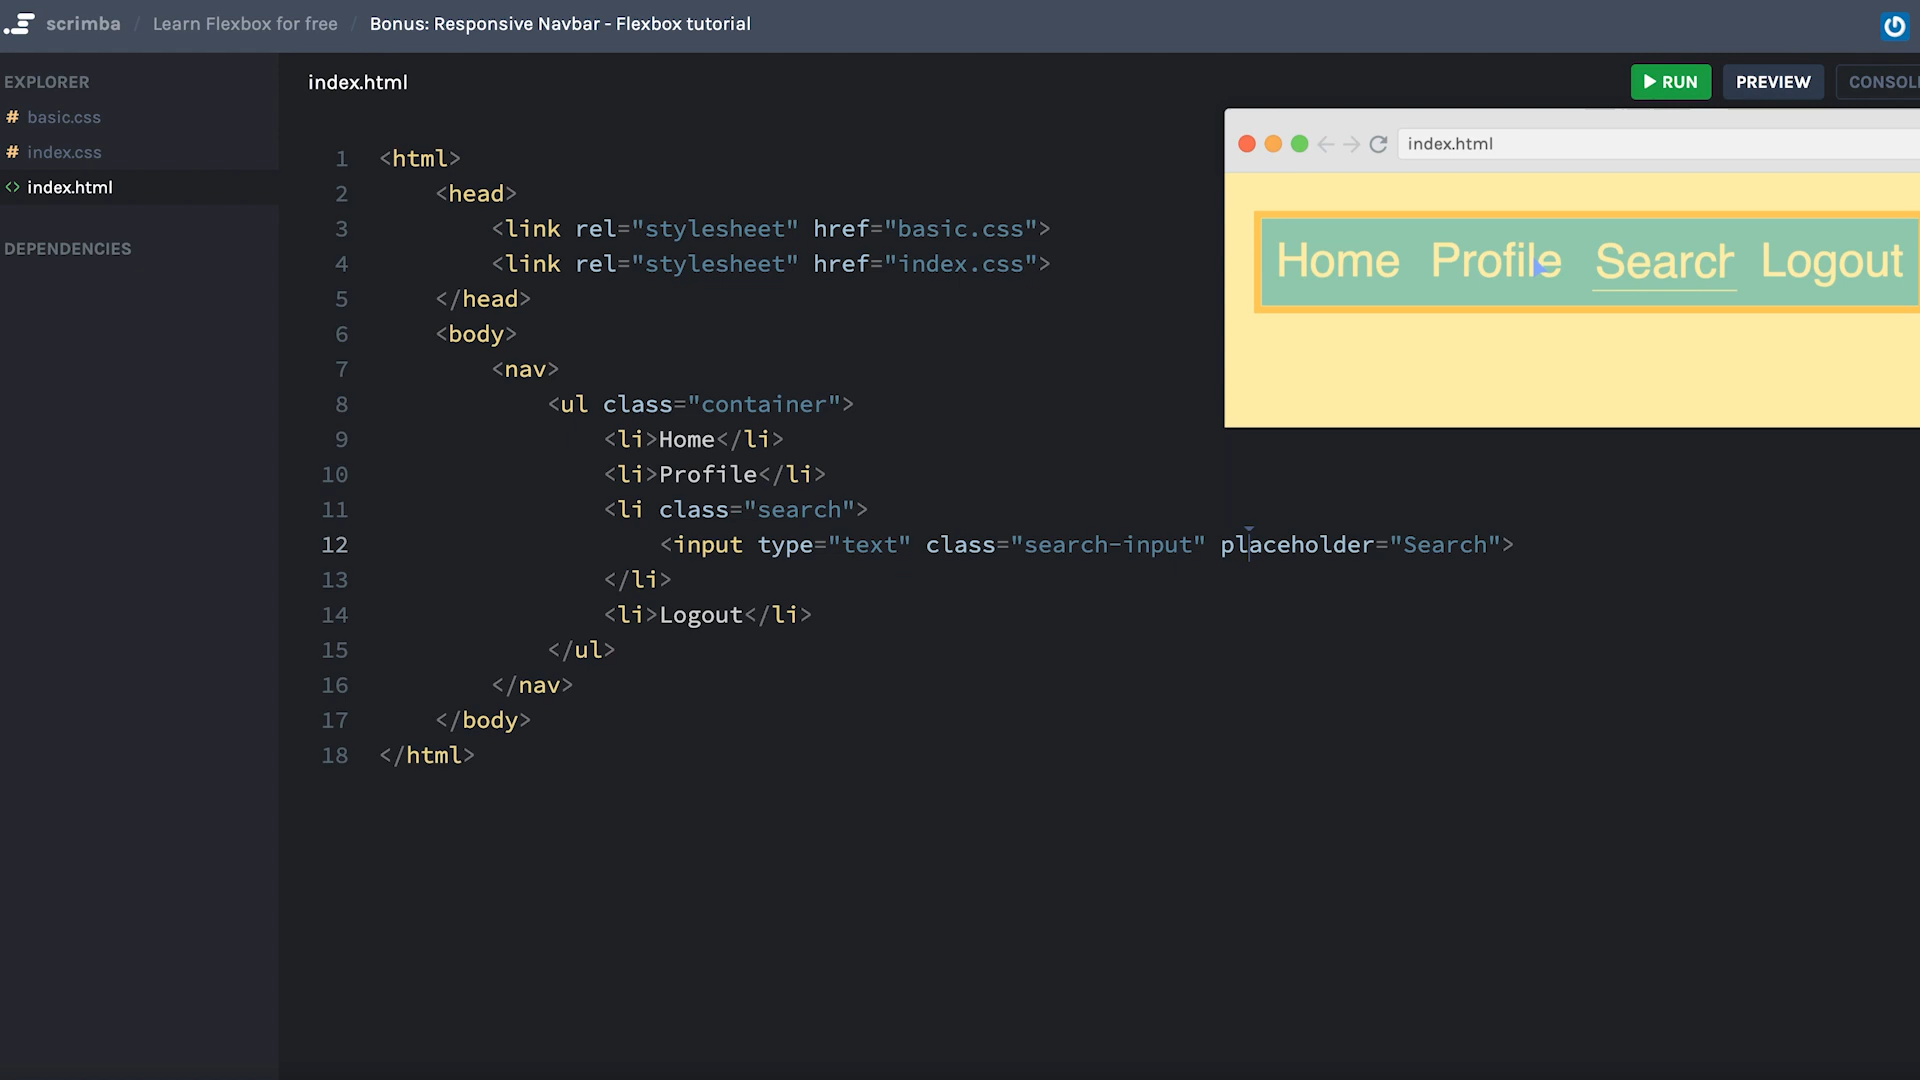 scrimba / Learn Flexbox for free / Bonus: Responsive Navbar - Flexbox tutorial
EXPLORER
# basic.css
# index.css
<> index.html
DEPENDENCIES
index.html
RUN PREVIEW CONSOL
1 <html>
2 <head>
3 <link rel="stylesheet" href="basic.css">
4 <link rel="stylesheet" href="index.css">
5 </head>
6 <body>
7 <nav>
8 <ul class="container">
9 <li>Home</li>
10 <li>Profile</li>
11 <li class="search">
12 <input type="text" class="search-input" placeholder="Search">
13 </li>
14 <li>Logout</li>
15 </ul>
16 </nav>
17 </body>
18 </html>
index.html
Home Profile Search Logout